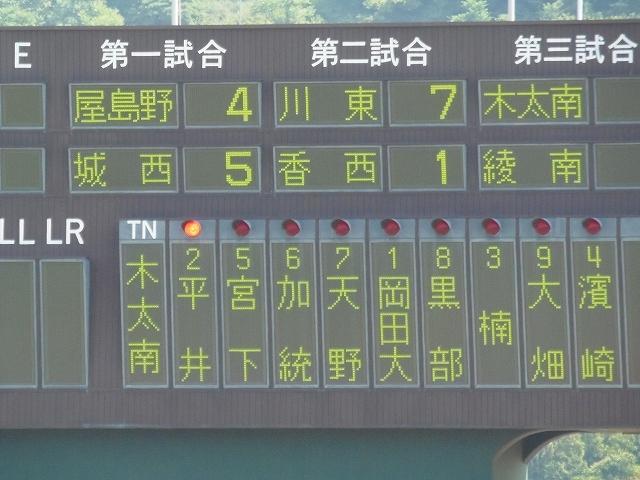 E 第一試合 第二試合 第三試合
屋島野 4 川東 7 木太南
城西 5 香西 1 綾南
LL LR TN 2 5 6 7 1 8 3 9 4
木太南 平井 宮下 加統 天野 岡田大 黒部 楠 大畑 濱崎